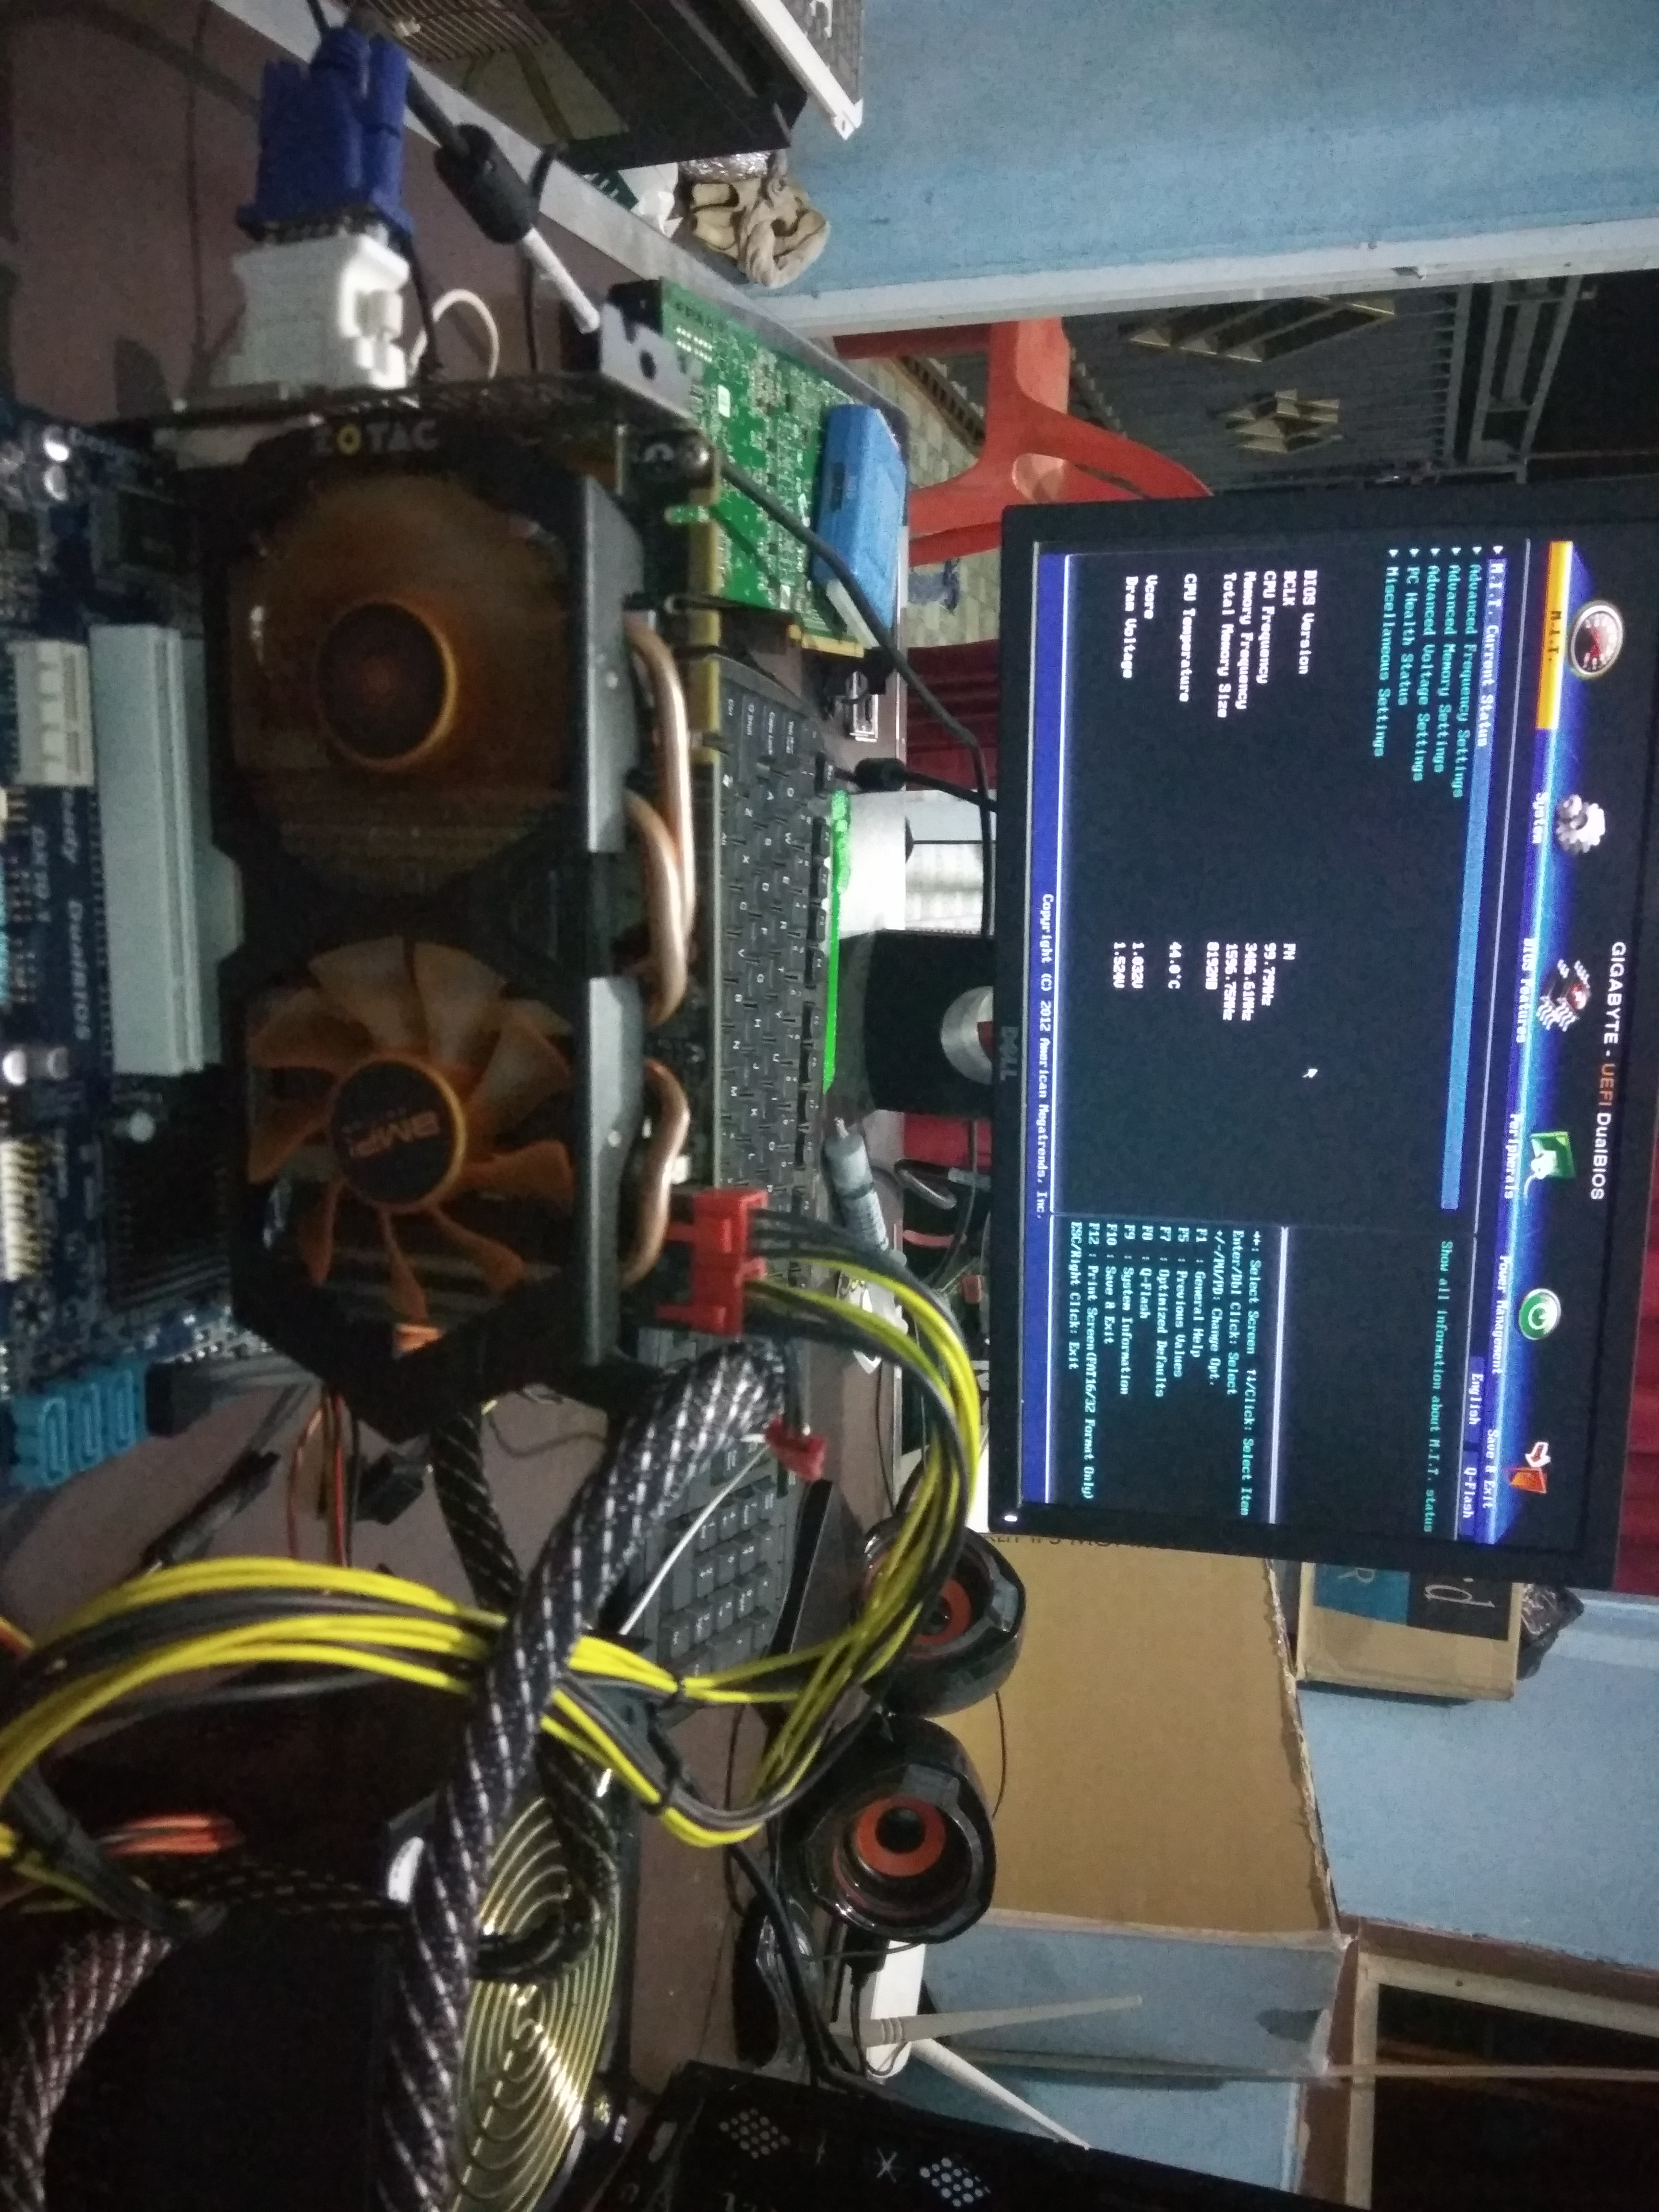 GIGABYTE - UEFI DualBIOS
M.I.T.
System
BIOS Features
Peripherals
Power Management
Save & Exit
English
Q-Flash
M.I.T. Current Status
Advanced Frequency Settings
Advanced Memory Settings
Advanced Voltage Settings
PC Health Status
Miscellaneous Settings
Show all information about M.I.T. status
BIOS Version
BCLK 99.79MHz
CPU Frequency 3406.61MHz
Memory Frequency 1596.75MHz
Total Memory Size 8192MB
CPU Temperature 44.0°C
Vcore 1.032V
Dram Voltage 1.524V
: Select Screen ↑↓/Click: Select Item
Enter/Dbl Click: Select
+/-/PU/PD: Change Opt.
F1 : General Help
F5 : Previous Values
F7 : Optimized Defaults
F8 : Q-Flash
F9 : System Information
F10 : Save & Exit
F12 : Print Screen(FAT16/32 Format Only)
ESC/Right Click: Exit
Copyright (C) 2012 American Megatrends, Inc.
DELL
ZOTAC
AMP!
DX10.1
DualBIOS